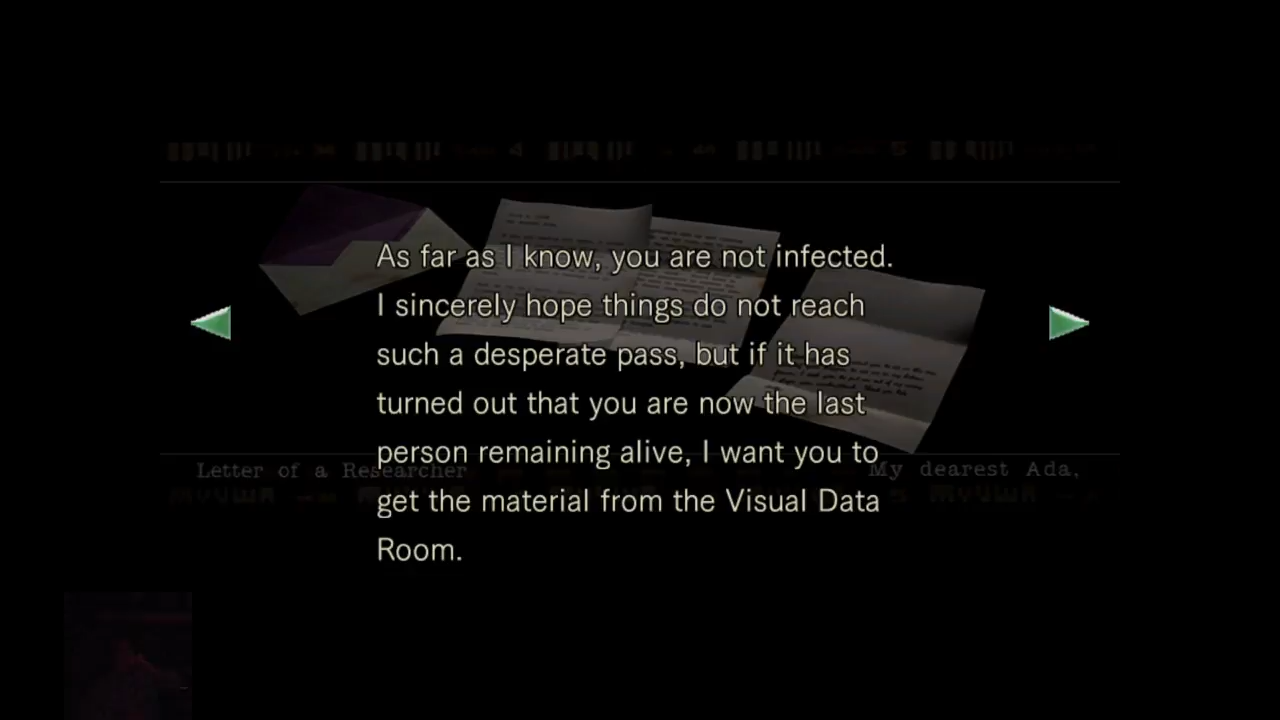 As far as I know, you are not infected.
I sincerely hope things do not reach
such a desperate pass, but if it has
turned out that you are now the last
person remaining alive, I want you to
get the material from the Visual Data
Room.
Letter of a Researcher
My dearest Ada,